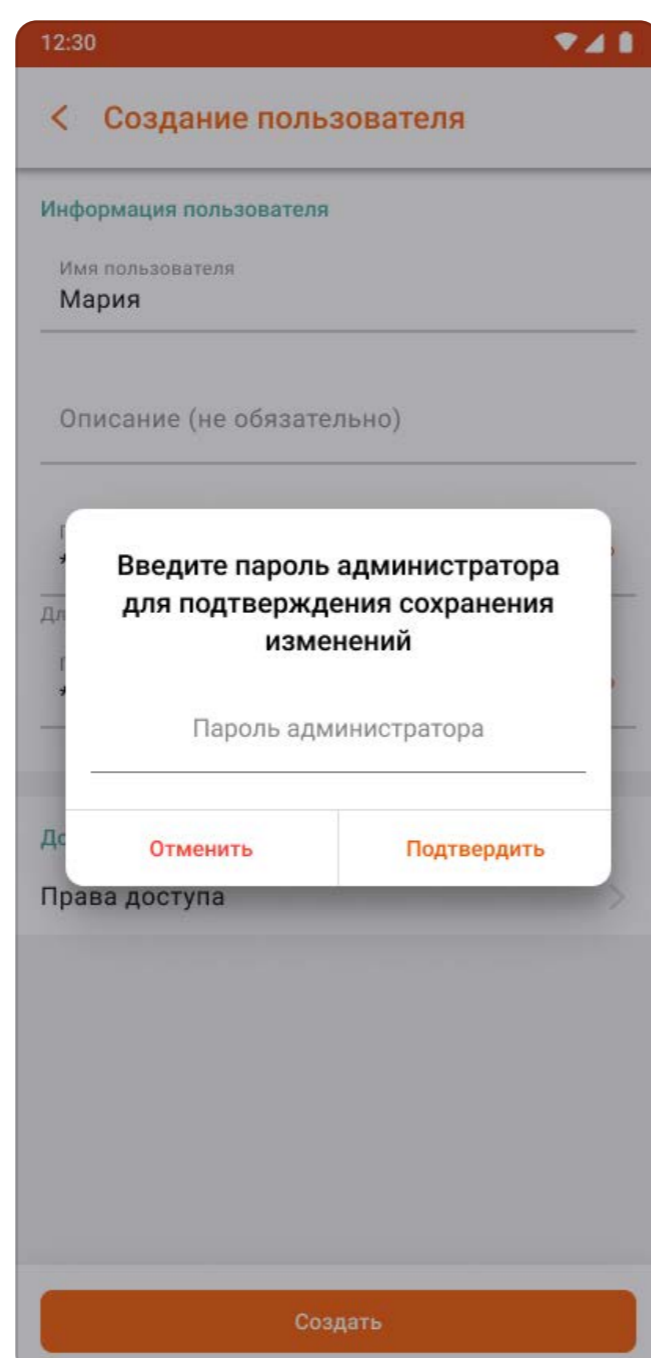 12:30
Создание пользователя
Информация пользователя
Имя пользователя
Мария
Описание (не обязательно)
Введите пароль администратора
для подтверждения сохранения
изменений
Пароль администратора
Отменить
Подтвердить
Права доступа
Создать